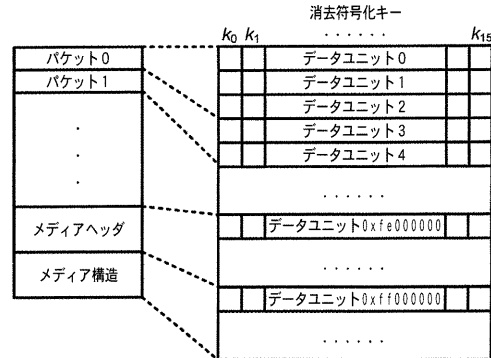 消去符号化キー
k0 k1 ...... k15
パケット0
パケット1
.
.
.
メディアヘッダ
メディア構造
データユニット0
データユニット1
データユニット2
データユニット3
データユニット4
......
データユニット0xfe000000
......
データユニット0xff000000
......